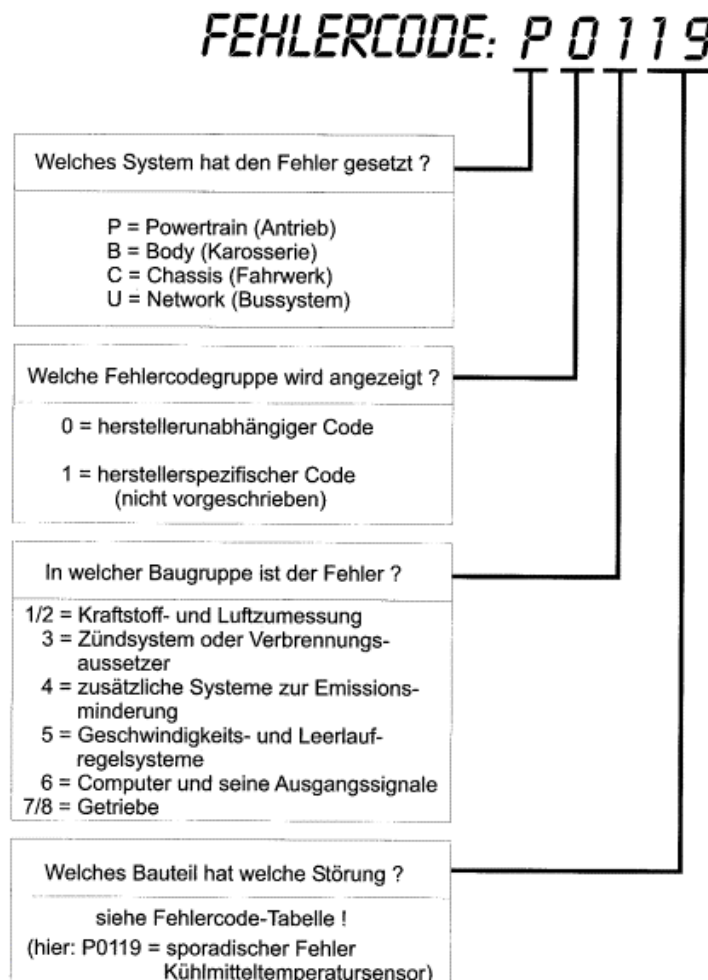 FEHLERCODE: P 0 1 1 9
Welches System hat den Fehler gesetzt ?
P = Powertrain (Antrieb)
B = Body (Karosserie)
C = Chassis (Fahrwerk)
U = Network (Bussystem)
Welche Fehlercodegruppe wird angezeigt ?
0 = herstellerunabhängiger Code
1 = herstellerspezifischer Code
(nicht vorgeschrieben)
In welcher Baugruppe ist der Fehler ?
1/2 = Kraftstoff- und Luftzumessung
3 = Zündsystem oder Verbrennungs-
aussetzer
4 = zusätzliche Systeme zur Emissions-
minderung
5 = Geschwindigkeits- und Leerlauf-
regelsysteme
6 = Computer und seine Ausgangssignale
7/8 = Getriebe
Welches Bauteil hat welche Störung ?
siehe Fehlercode-Tabelle !
(hier: P0119 = sporadischer Fehler
Kühlmitteltemperatursensor)